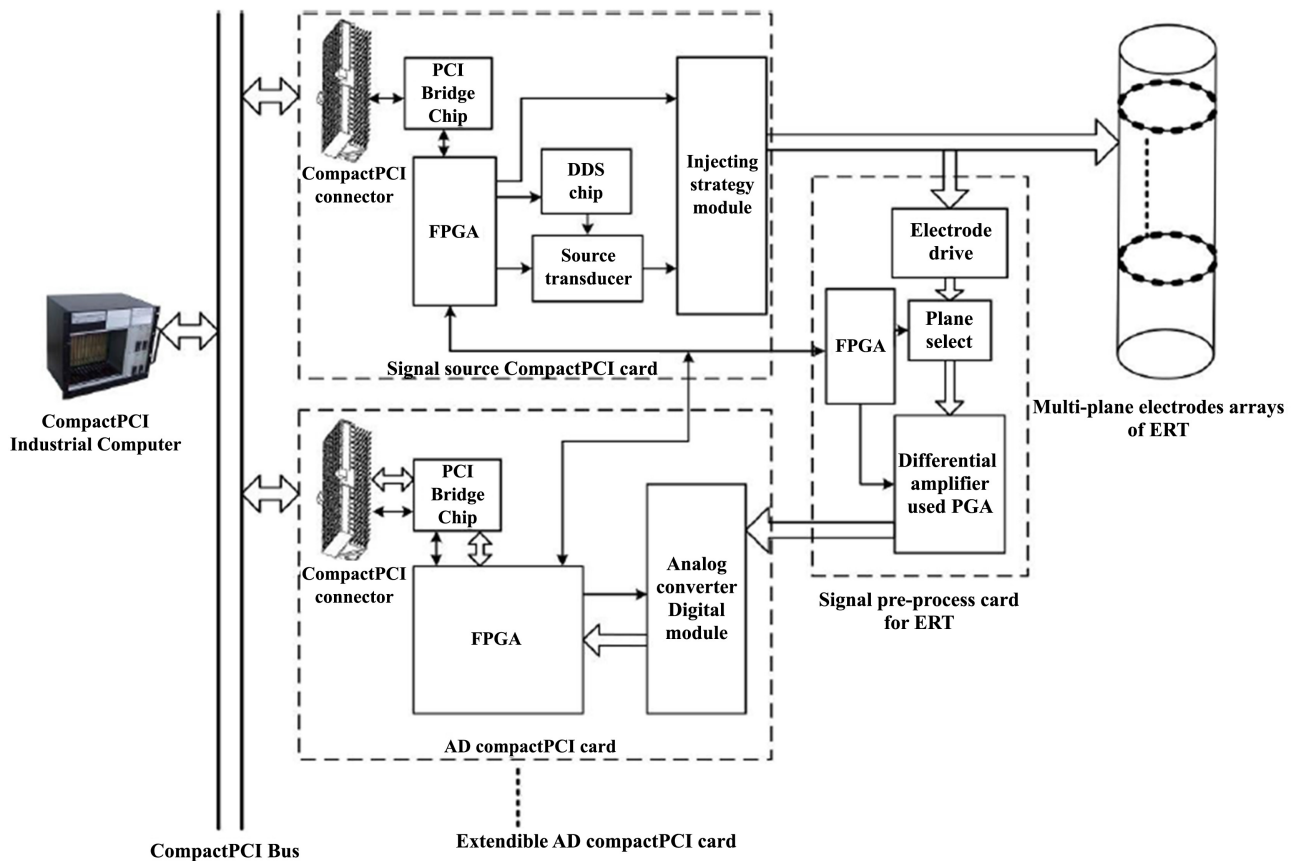 PCI
Bridge
Chip
CompactPCI
connector
FPGA
DDS
chip
Source
transducer
Injecting
strategy
module
Signal source CompactPCI card
Electrode
drive
Plane
select
FPGA
Differential
amplifier
used PGA
Signal pre-process card
for ERT
Multi-plane electrodes arrays
of ERT
CompactPCI
Industrial Computer
PCI
Bridge
Chip
CompactPCI
connector
FPGA
Analog
converter
Digital
module
AD compactPCI card
Extendible AD compactPCI card
CompactPCI Bus